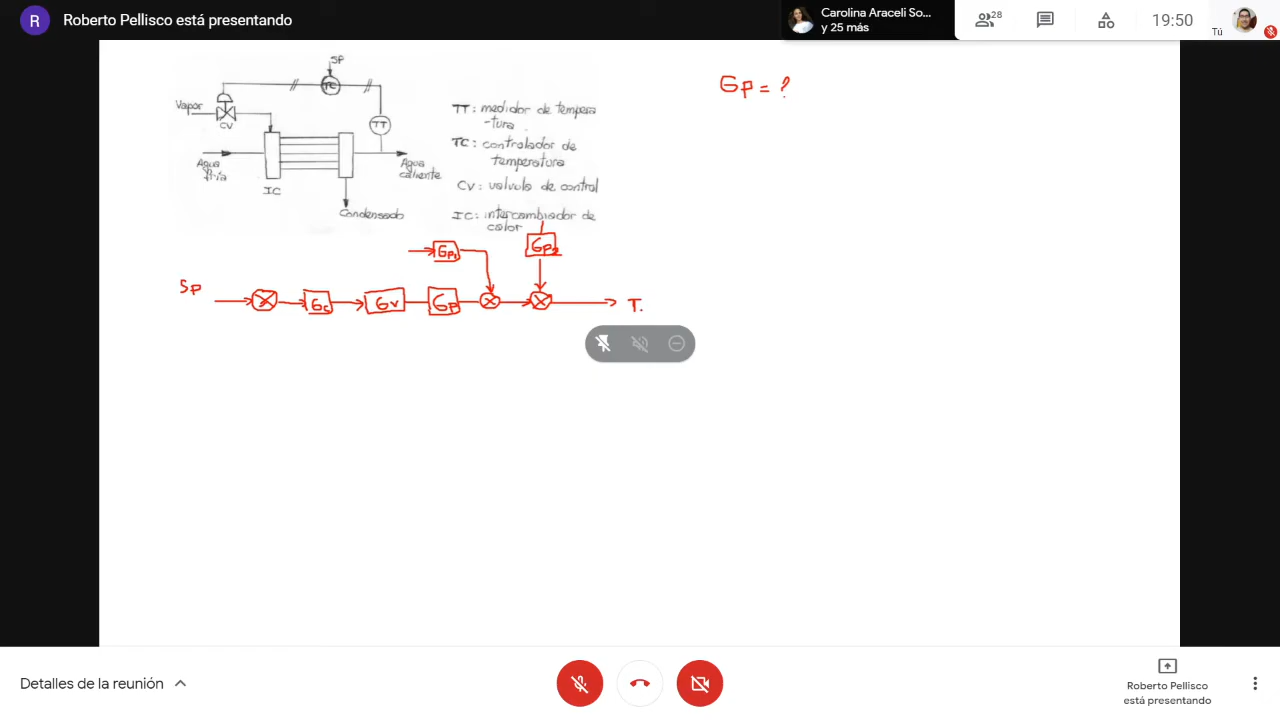 R
Roberto Pellisco está presentando
Carolina Araceli So...
y 25 más
28
19:50
Tú
SP
TC
Vapor
CV
TT
Agua
fría
Agua
caliente
IC
Condensado
TT: medidor de tempera
-tura.
TC: controlador de
temperatura
CV: valvula de control
IC: intercambiador de
calor
Gp = ?
Gp1
Gp2
Sp
Gc
Gv
Gp
T.
Detalles de la reunión
Roberto Pellisco
está presentando